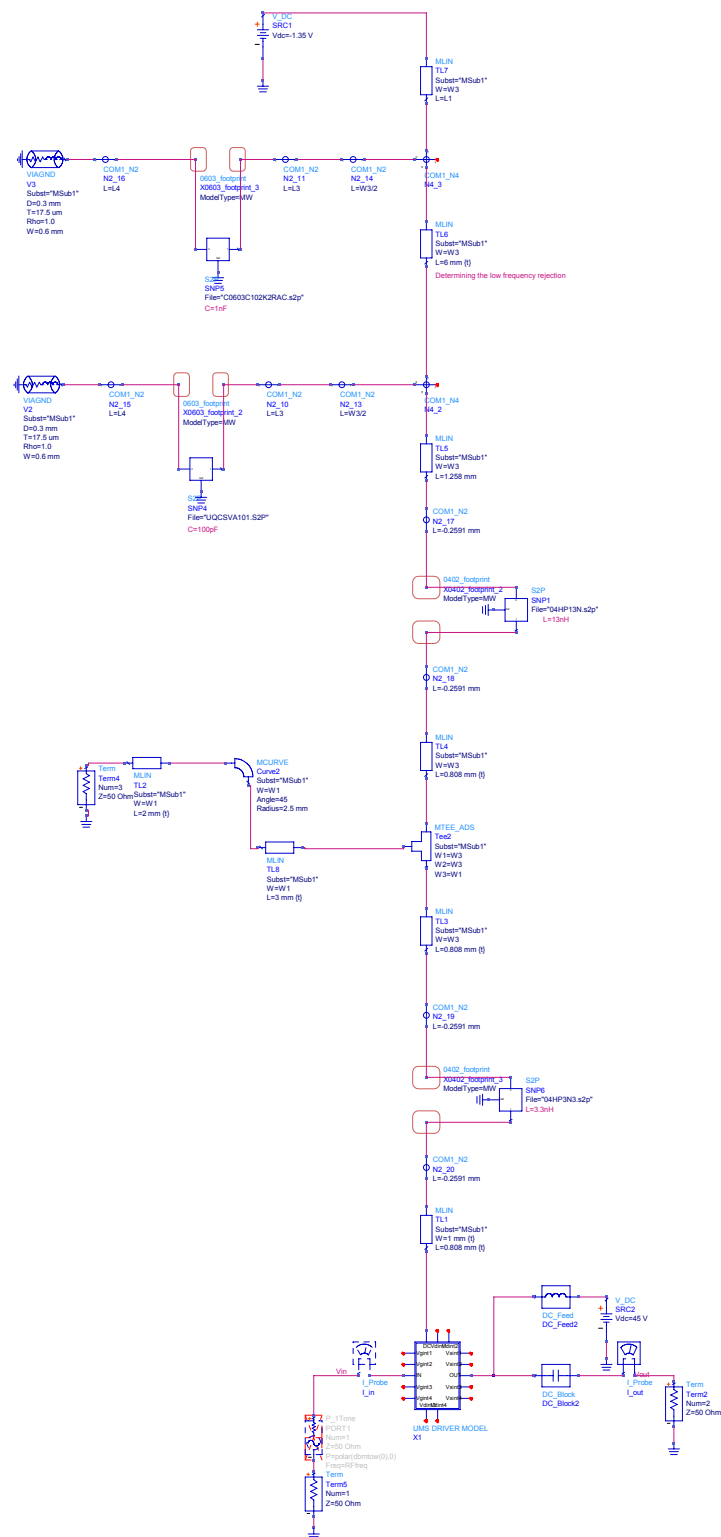 V_DC
SRC1
Vdc=-1.35 V
MLIN
TL7
Subst="MSub1"
W=W3
L=L1
VIAGND
V3
Subst="MSub1"
D=0.3 mm
T=17.5 um
Rho=1.0
W=0.6 mm
COM1_N2
N2_16
L=L4
0603_footprint
X0603_footprint_3
ModelType=MW
COM1_N2
N2_11
L=L3
COM1_N2
N2_14
L=W3/2
COM1_N4
N4_3
SNP5
File="C0603C102K2RAC.s2p"
C=1nF
MLIN
TL6
Subst="MSub1"
W=W3
L=6 mm {t}
Determining the low frequency rejection
VIAGND
V2
Subst="MSub1"
D=0.3 mm
T=17.5 um
Rho=1.0
W=0.6 mm
COM1_N2
N2_15
L=L4
0603_footprint
X0603_footprint_2
ModelType=MW
COM1_N2
N2_10
L=L3
COM1_N2
N2_13
L=W3/2
COM1_N4
N4_2
SNP4
File="UQCSVA101.S2P"
C=100pF
MLIN
TL5
Subst="MSub1"
W=W3
L=1.258 mm
COM1_N2
N2_17
L=-0.2591 mm
0402_footprint
X0402_footprint_2
ModelType=MW
S2P
SNP1
File="04HP13N.s2p"
L=13nH
COM1_N2
N2_18
L=-0.2591 mm
MLIN
TL4
Subst="MSub1"
W=W3
L=0.808 mm {t}
Term
Term4
Num=3
Z=50 Ohm
MLIN
TL2
Subst="MSub1"
W=W1
L=2 mm {t}
MCURVE
Curve2
Subst="MSub1"
W=W1
Angle=45
Radius=2.5 mm
MLIN
TL8
Subst="MSub1"
W=W1
L=3 mm {t}
MTEE_ADS
Tee2
Subst="MSub1"
W1=W3
W2=W3
W3=W1
MLIN
TL3
Subst="MSub1"
W=W3
L=0.808 mm {t}
COM1_N2
N2_19
L=-0.2591 mm
0402_footprint
X0402_footprint_3
ModelType=MW
S2P
SNP6
File="04HP3N3.s2p"
L=3.3nH
COM1_N2
N2_20
L=-0.2591 mm
MLIN
TL1
Subst="MSub1"
W=1 mm {t}
L=0.808 mm {t}
DC_Feed
DC_Feed2
V_DC
SRC2
Vdc=45 V
Vin
I_Probe
I_in
Vgint1
Vgint2
IN
Vgint3
Vgint4
OUT
UMS DRIVER MODEL
X1
DC_Block
DC_Block2
Vout
I_Probe
I_out
Term
Term2
Num=2
Z=50 Ohm
P_1Tone
PORT1
Num=1
Z=50 Ohm
P=polar(dbmtow(0),0)
Freq=RFfreq
Term
Term5
Num=1
Z=50 Ohm